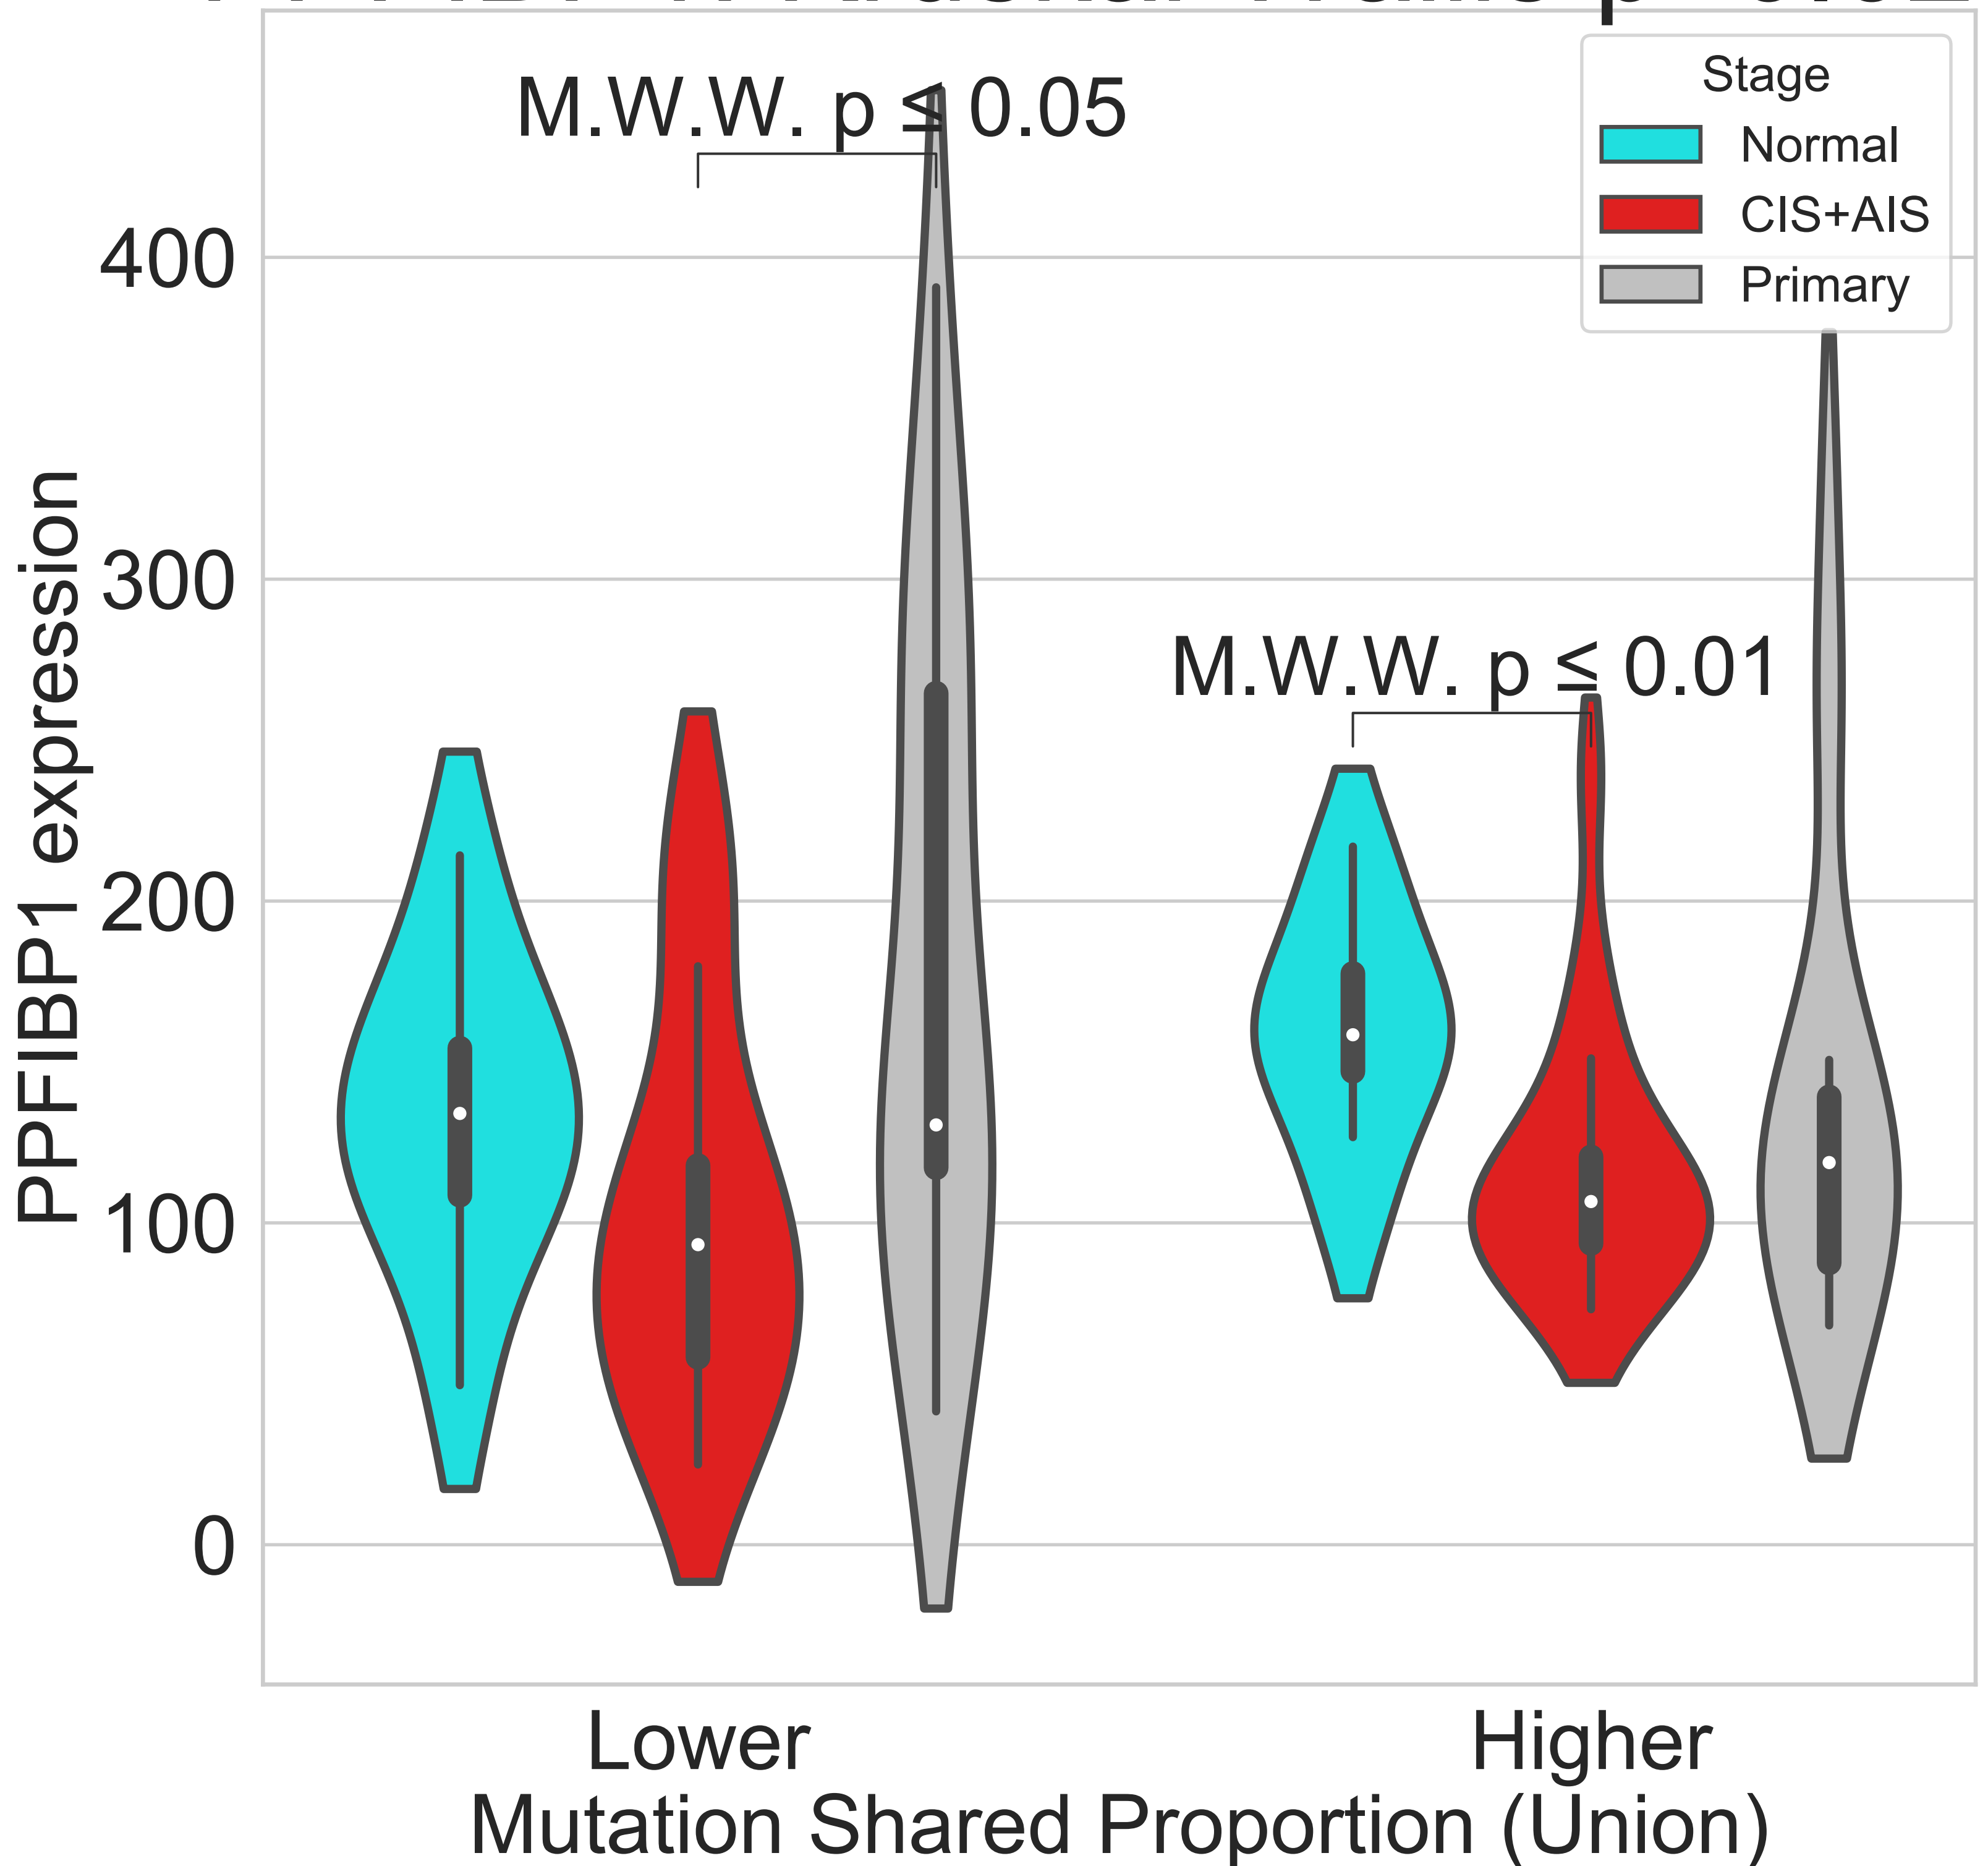 M.W.W. p ≤ 0.05
Stage
Normal
CIS+AIS
Primary
400
300
M.W.W. p ≤ 0.01
200
100
0
PPFIBP1 expression
Lower
Higher
Mutation Shared Proportion (Union)